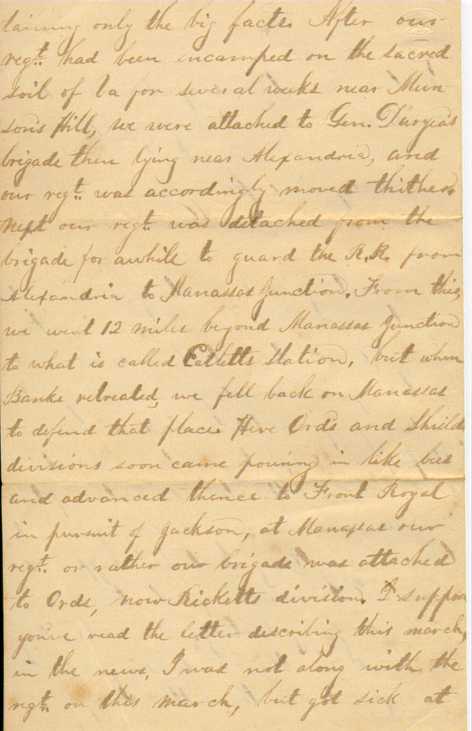 taining only the big facts. After our
regt. had been encamped on the sacred
soil of Va for several weeks near Mun
sons Hill, we were attached to Gen. Duryea's
brigade then lying near Alexandria, and
our regt. was accordingly moved thither.
Next our regt. was detached from the
brigade for awhile to guard the R.R. from
Alexandria to Manassas Junction. From this
we went 12 miles beyond Manassas Junction
to what is called Catletts Station, but when
Banks retreated, we fell back on Manassas
to defend that place. Here Ords and Shields
divisions soon came pouring in like bees
and advanced thence to Front Royal
in pursuit of Jackson, at Manassas our
regt. or rather our brigade was attached
to Ords, now Ricketts division. I suppose
you've read the letter describing this march
in the news, I was not along with the
regt. on this march, but got sick at